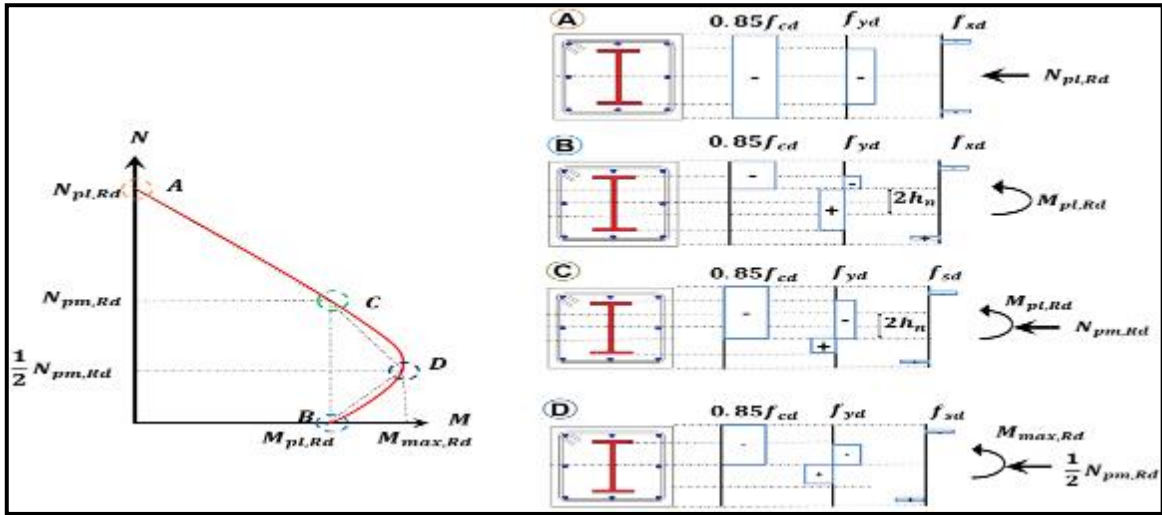 N
N_pl,Rd
A
N_pm,Rd
C
1/2 N_pm,Rd
D
B
M
M_pl,Rd
M_max,Rd
A
0.85f_cd
f_yd
f_sd
-
-
N_pl,Rd
B
0.85f_cd
f_yd
f_sd
-
-
2h_n
+
+
M_pl,Rd
C
0.85f_cd
f_yd
f_sd
-
-
2h_n
+
M_pl,Rd
N_pm,Rd
D
0.85f_cd
f_yd
f_sd
-
-
+
M_max,Rd
1/2 N_pm,Rd